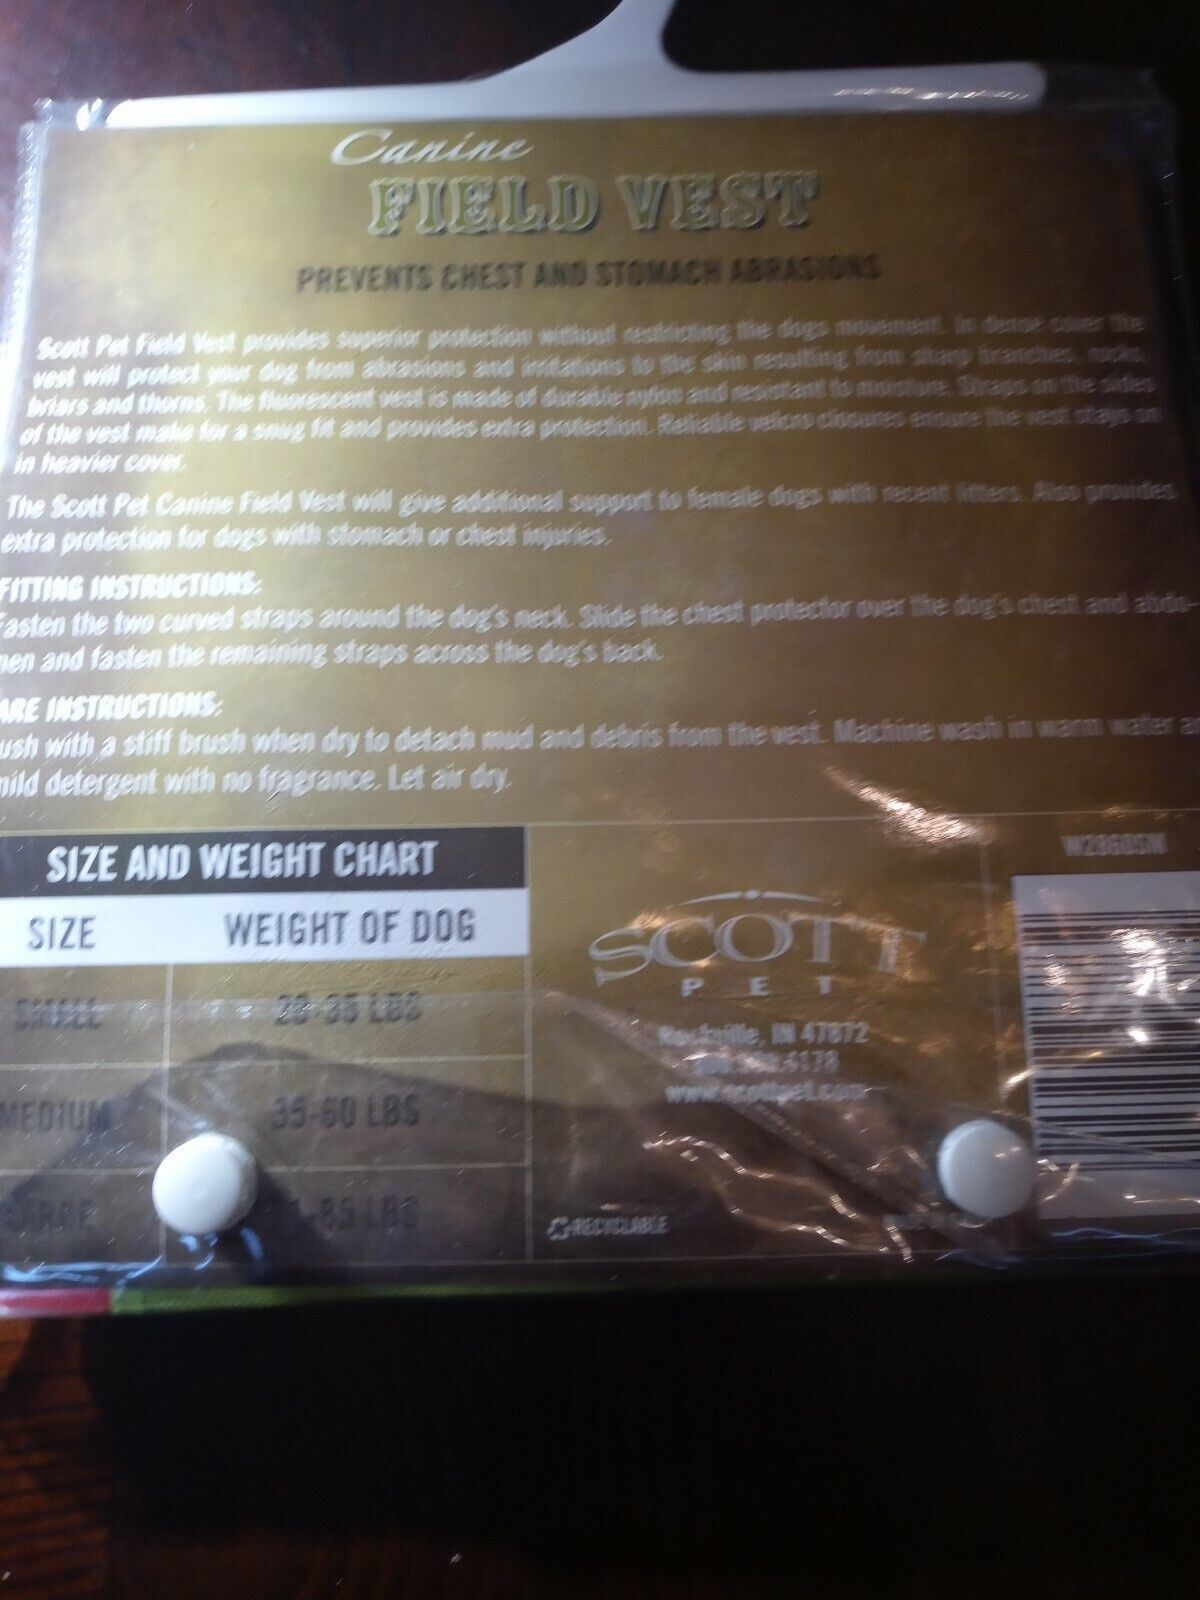 Canine
FIELD VEST
PREVENTS CHEST AND STOMACH ABRASIONS
Scott Pet Field Vest provides superior protection without restricting the dogs movement. In dense cover the
vest will protect your dog from abrasions and irritations to the skin resulting from sharp branches, rocks,
briars and thorns. The fluorescent vest is made of durable nylon and resistant to moisture. Straps on the sides
of the vest make for a snug fit and provides extra protection. Reliable velcro closures ensure the vest stays on
in heavier cover.
The Scott Pet Canine Field Vest will give additional support to female dogs with recent litters. Also provides
extra protection for dogs with stomach or chest injuries.
FITTING INSTRUCTIONS:
Fasten the two curved straps around the dog's neck. Slide the chest protector over the dog's chest and abdo-
men and fasten the remaining straps across the dog's back.
ARE INSTRUCTIONS:
ush with a stiff brush when dry to detach mud and debris from the vest. Machine wash in warm water a
mild detergent with no fragrance. Let air dry.
SIZE AND WEIGHT CHART
SIZE WEIGHT OF DOG
SMALL 20-35 LBS
MEDIUM 35-60 LBS
LARGE -85 LBS
W2860SM
SCOTT
PET
Rockville, IN 47872
www.scottpet.com
RECYCLABLE